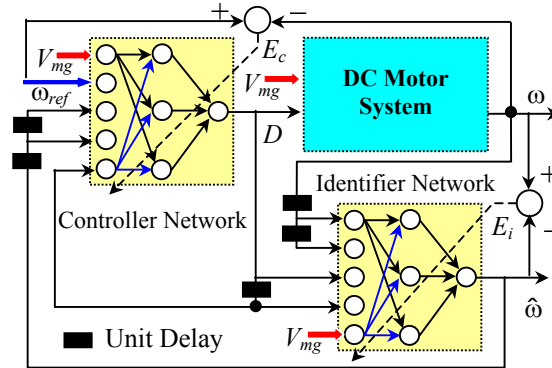 +
−
E_c
V_mg
V_mg
ω_ref
DC Motor
System
D
ω
Identifier Network
+
Controller Network
E_i
−
ω̂
Unit Delay
V_mg